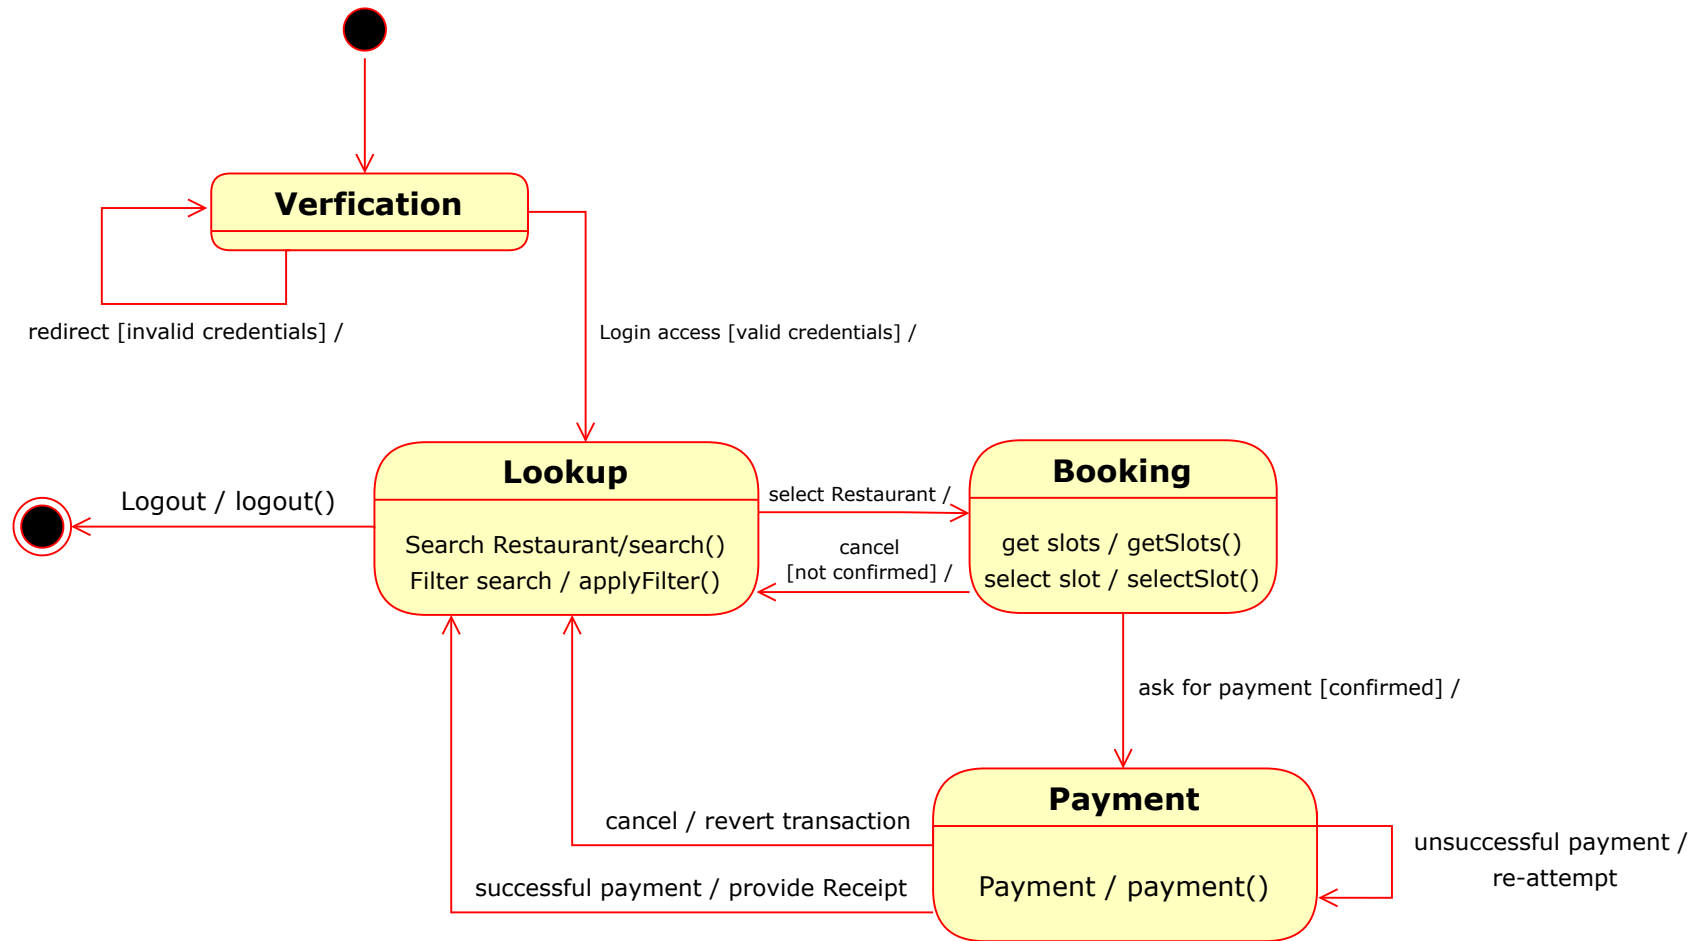 Verfication
redirect [invalid credentials] /
Login access [valid credentials] /
Lookup
Search Restaurant/search()
Filter search / applyFilter()
Logout / logout()
select Restaurant /
cancel
[not confirmed] /
Booking
get slots / getSlots()
select slot / selectSlot()
ask for payment [confirmed] /
Payment
Payment / payment()
cancel / revert transaction
successful payment / provide Receipt
unsuccessful payment /
re-attempt